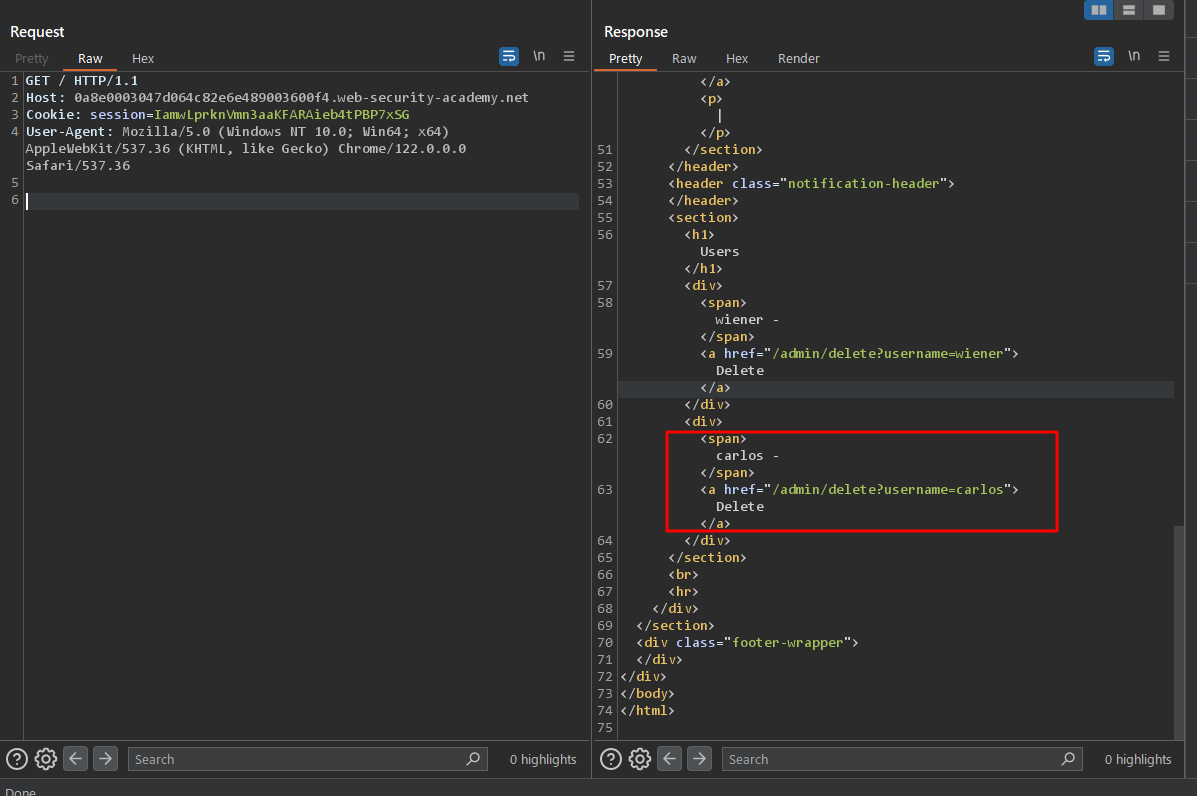 Request
Pretty Raw Hex \n
1 GET / HTTP/1.1
2 Host: 0a8e0003047d064c82e6e489003600f4.web-security-academy.net
3 Cookie: session=IamwLprknVmn3aaKFARAieb4tPBP7xSG
4 User-Agent: Mozilla/5.0 (Windows NT 10.0; Win64; x64)
AppleWebKit/537.36 (KHTML, like Gecko) Chrome/122.0.0.0
Safari/537.36
5
6
Search 0 highlights
Done
Response
Pretty Raw Hex Render \n
</a>
<p>
|
</p>
51 </section>
52 </header>
53 <header class="notification-header">
54 </header>
55 <section>
56 <h1>
Users
</h1>
57 <div>
58 <span>
wiener -
</span>
59 <a href="/admin/delete?username=wiener">
Delete
</a>
60 </div>
61 <div>
62 <span>
carlos -
</span>
63 <a href="/admin/delete?username=carlos">
Delete
</a>
64 </div>
65 </section>
66 <br>
67 <hr>
68 </div>
69 </section>
70 <div class="footer-wrapper">
71 </div>
72 </div>
73 </body>
74 </html>
75
Search 0 highlights